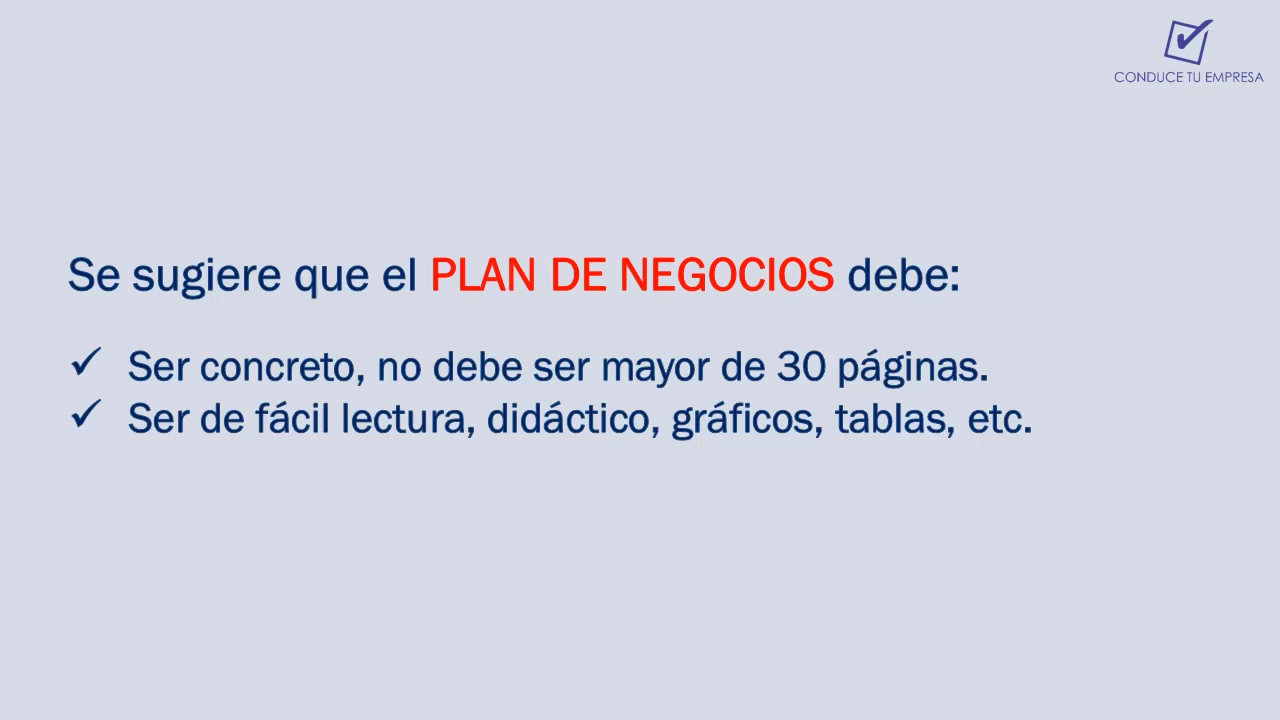 CONDUCE TU EMPRESA
Se sugiere que el PLAN DE NEGOCIOS debe:
✓ Ser concreto, no debe ser mayor de 30 páginas.
✓ Ser de fácil lectura, didáctico, gráficos, tablas, etc.